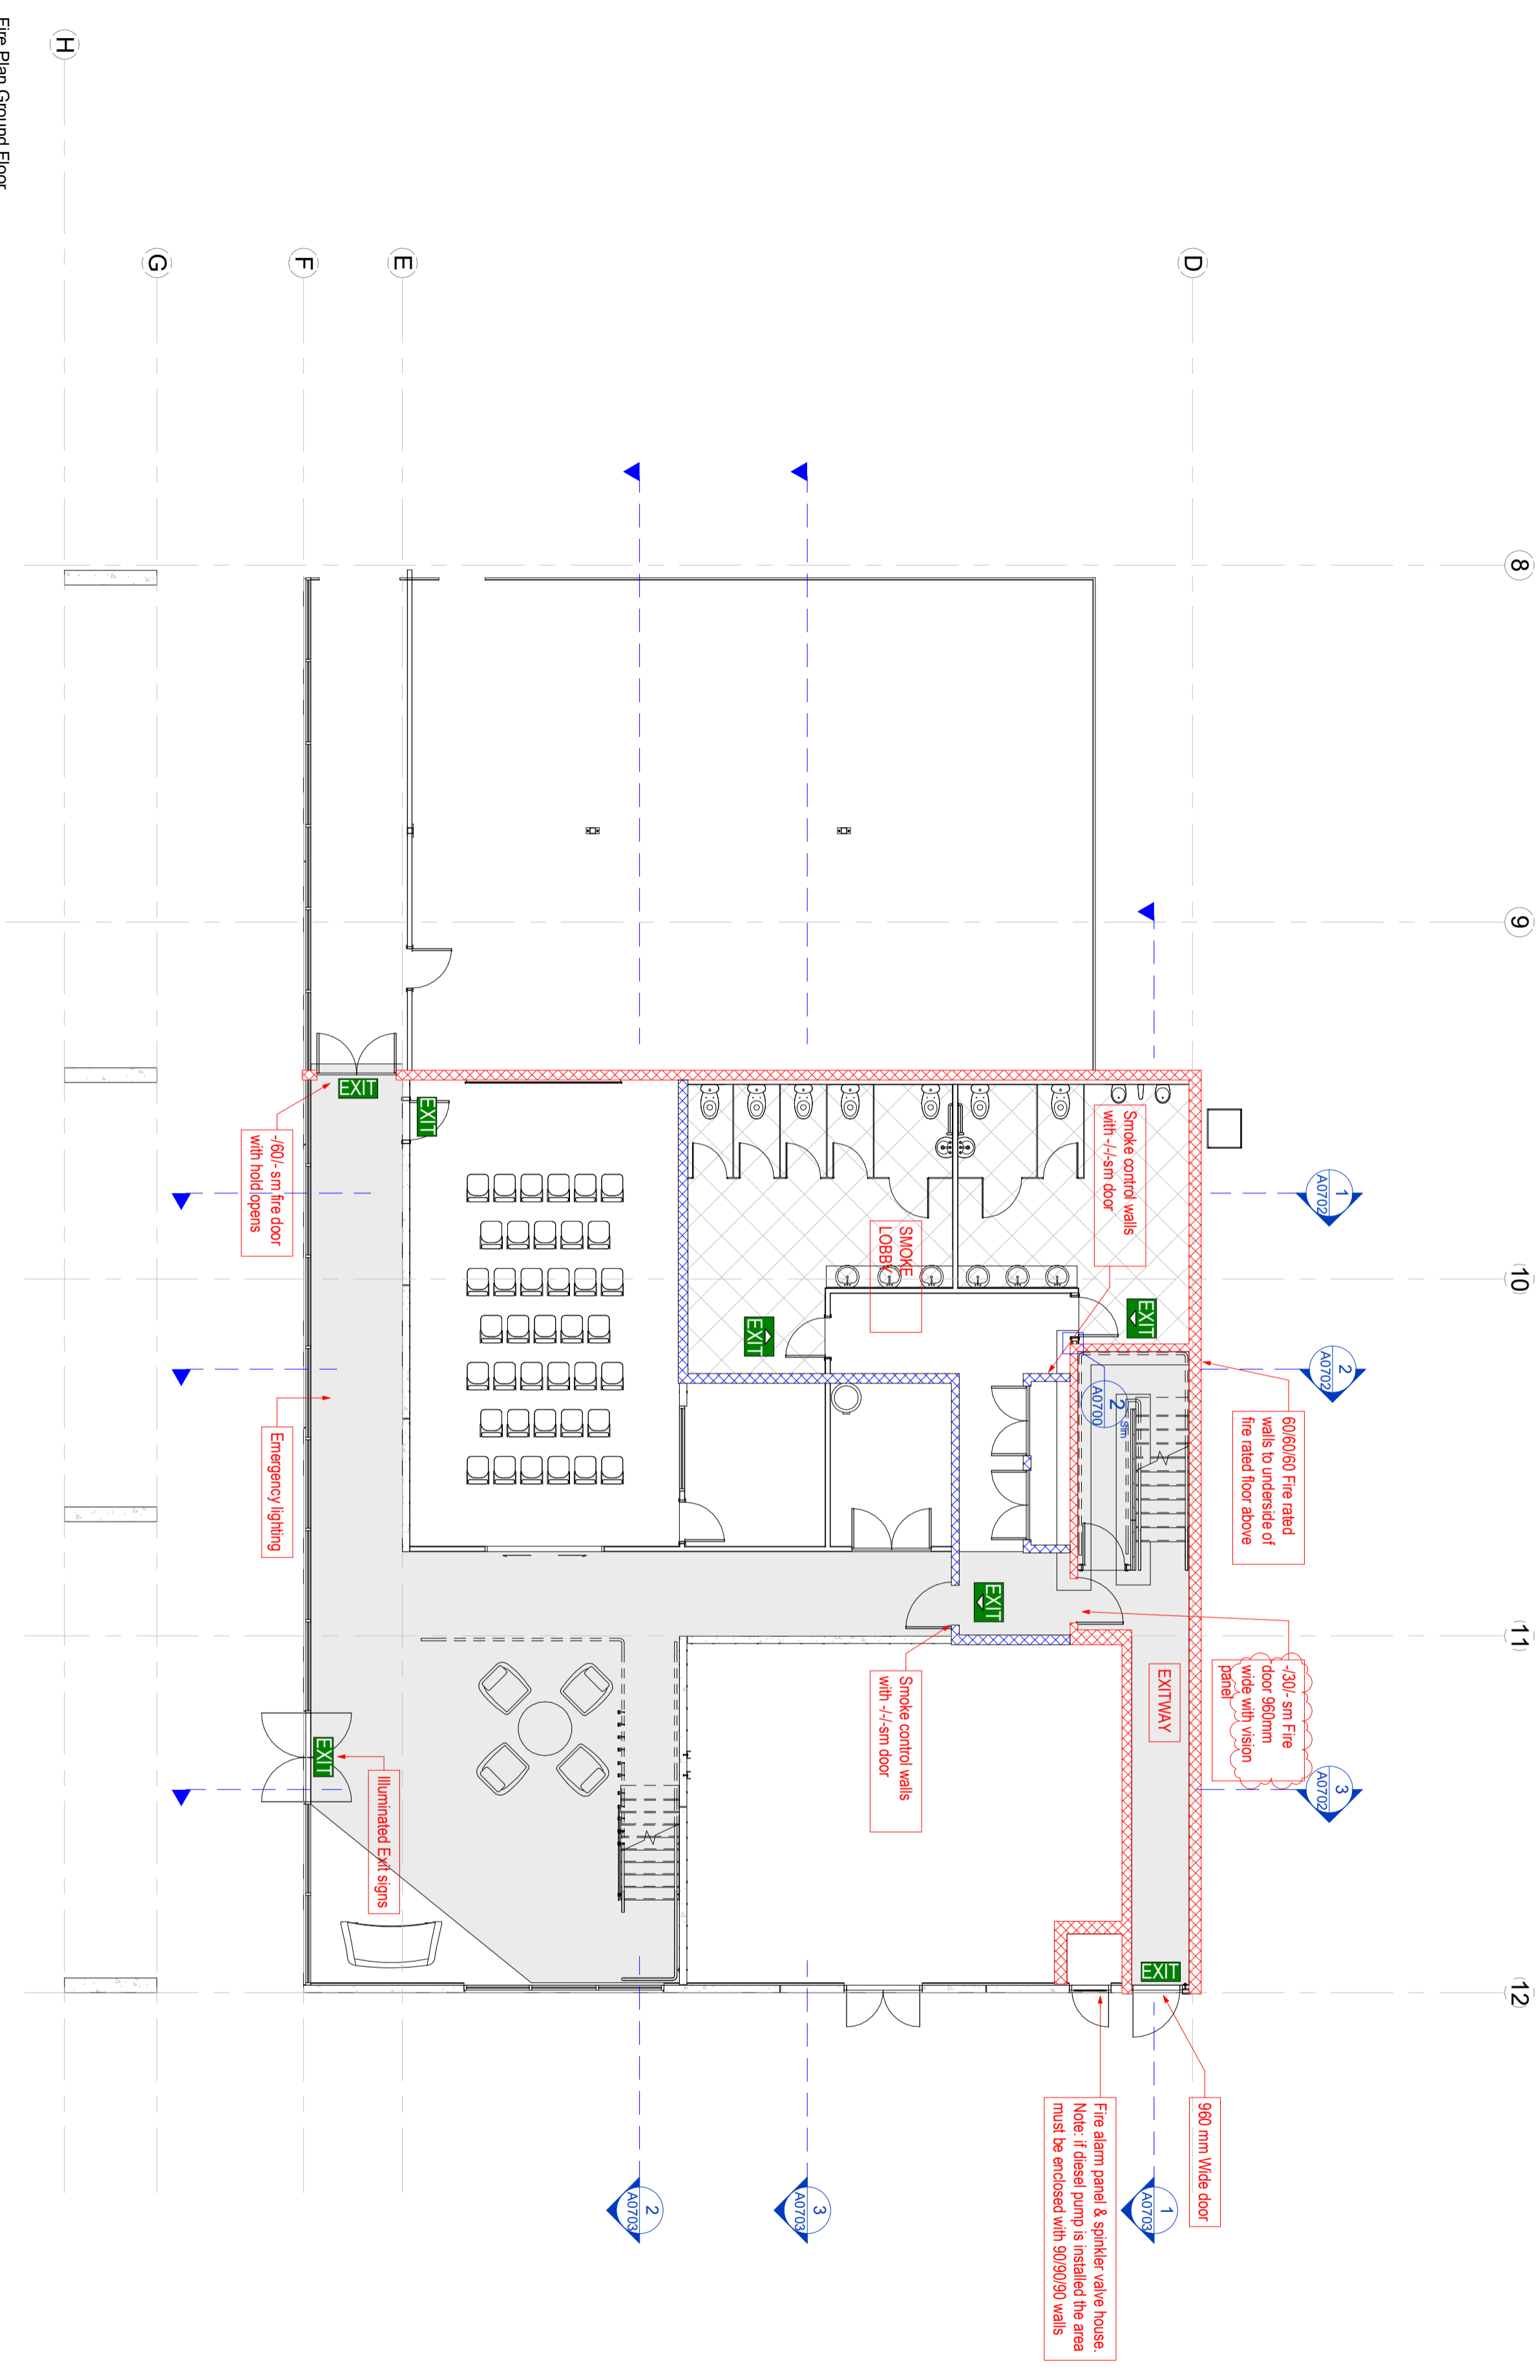 8
9
10
11
12
D
E
F
G
H
1
A0702
2
A0702
3
A0702
60/60/60 Fire rated
walls to underside of
fire rated floor above
-/30/- sm Fire
door 960mm
wide with vision
panel
960 mm Wide door
EXITWAY
EXIT
EXIT
Smoke control walls
with -/-/-sm door
2
Sim
A0700
Fire alarm panel & spinkler valve house.
Note: if diesel pump is installed the area
must be enclosed with 90/90/90 walls
1
A0703
EXIT
SMOKE
LOBBY
Smoke control walls
with -/-/-sm door
3
A0703
EXIT
2
A0703
EXIT
EXIT
EXIT
Illuminated Exit signs
-/60/- sm fire door
with hold opens
Emergency lighting
Fire Plan Ground Floor